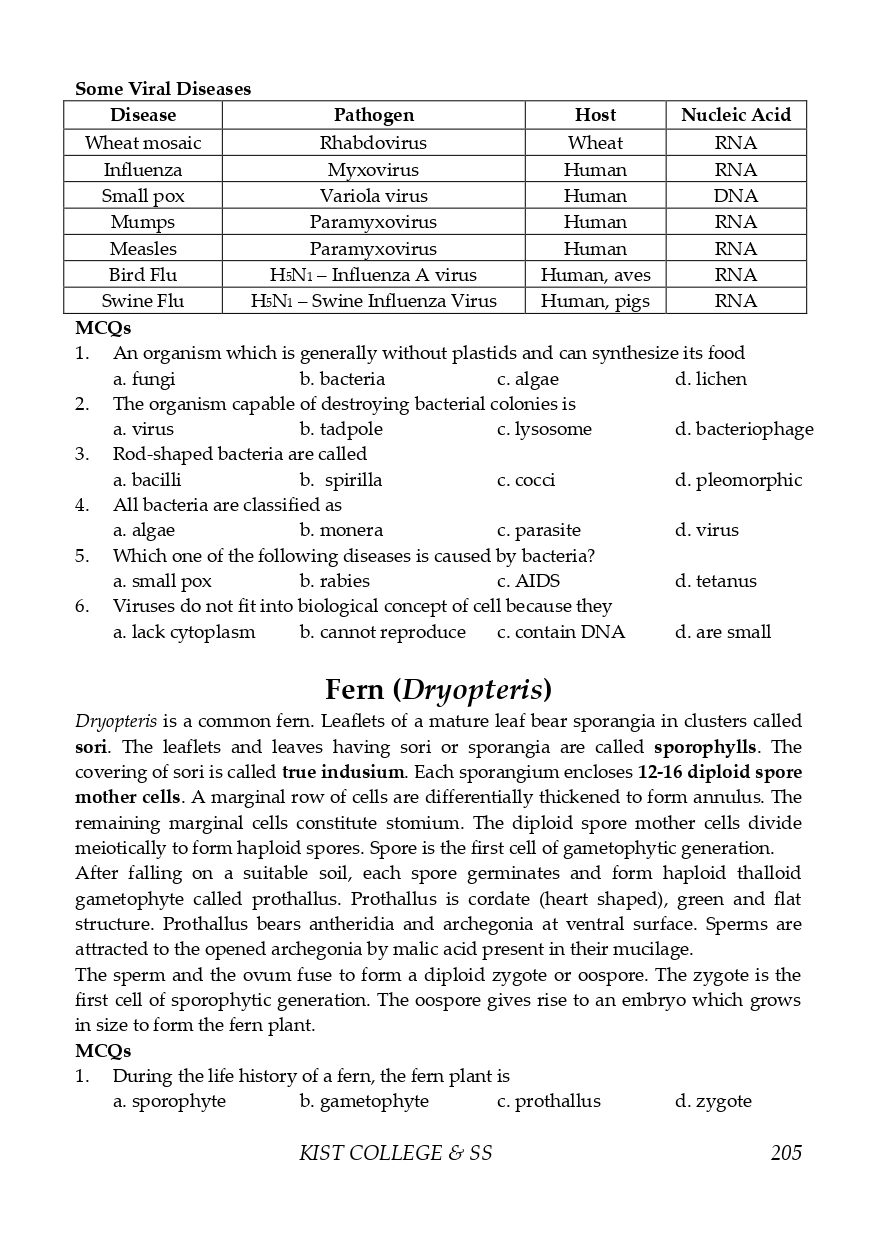 Some Viral Diseases
Disease Pathogen Host Nucleic Acid
Wheat mosaic Rhabdovirus Wheat RNA
Influenza Myxovirus Human RNA
Small pox Variola virus Human DNA
Mumps Paramyxovirus Human RNA
Measles Paramyxovirus Human RNA
Bird Flu H5N1 – Influenza A virus Human, aves RNA
Swine Flu H5N1 – Swine Influenza Virus Human, pigs RNA
MCQs
1. An organism which is generally without plastids and can synthesize its food
a. fungi b. bacteria c. algae d. lichen
2. The organism capable of destroying bacterial colonies is
a. virus b. tadpole c. lysosome d. bacteriophage
3. Rod-shaped bacteria are called
a. bacilli b. spirilla c. cocci d. pleomorphic
4. All bacteria are classified as
a. algae b. monera c. parasite d. virus
5. Which one of the following diseases is caused by bacteria?
a. small pox b. rabies c. AIDS d. tetanus
6. Viruses do not fit into biological concept of cell because they
a. lack cytoplasm b. cannot reproduce c. contain DNA d. are small
Fern (Dryopteris)
Dryopteris is a common fern. Leaflets of a mature leaf bear sporangia in clusters called
sori. The leaflets and leaves having sori or sporangia are called sporophylls. The
covering of sori is called true indusium. Each sporangium encloses 12-16 diploid spore
mother cells. A marginal row of cells are differentially thickened to form annulus. The
remaining marginal cells constitute stomium. The diploid spore mother cells divide
meiotically to form haploid spores. Spore is the first cell of gametophytic generation.
After falling on a suitable soil, each spore germinates and form haploid thalloid
gametophyte called prothallus. Prothallus is cordate (heart shaped), green and flat
structure. Prothallus bears antheridia and archegonia at ventral surface. Sperms are
attracted to the opened archegonia by malic acid present in their mucilage.
The sperm and the ovum fuse to form a diploid zygote or oospore. The zygote is the
first cell of sporophytic generation. The oospore gives rise to an embryo which grows
in size to form the fern plant.
MCQs
1. During the life history of a fern, the fern plant is
a. sporophyte b. gametophyte c. prothallus d. zygote
KIST COLLEGE & SS 205